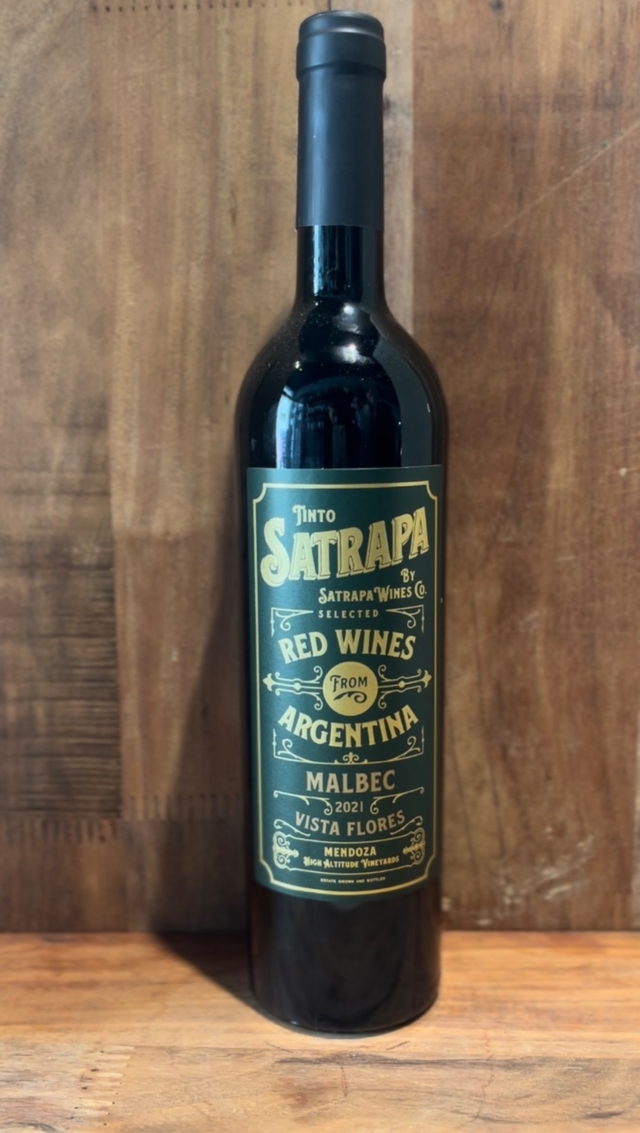 TINTO
SATRAPA
BY
SATRAPA WINES CO.
SELECTED
RED WINES
FROM
ARGENTINA
MALBEC
2021
VISTA FLORES
MENDOZA
HIGH ALTITUDE VINEYARDS
ESTATE GROWN AND BOTTLED